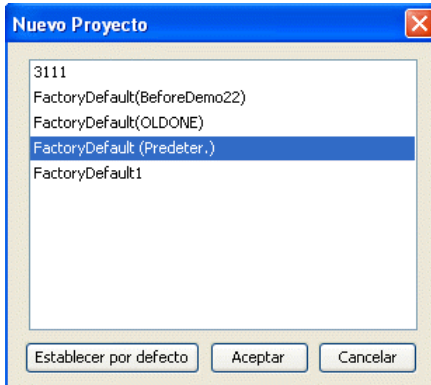 Nuevo Proyecto
3111
FactoryDefault(BeforeDemo22)
FactoryDefault(OLDONE)
FactoryDefault (Predeter.)
FactoryDefault1
Establecer por defecto Aceptar Cancelar